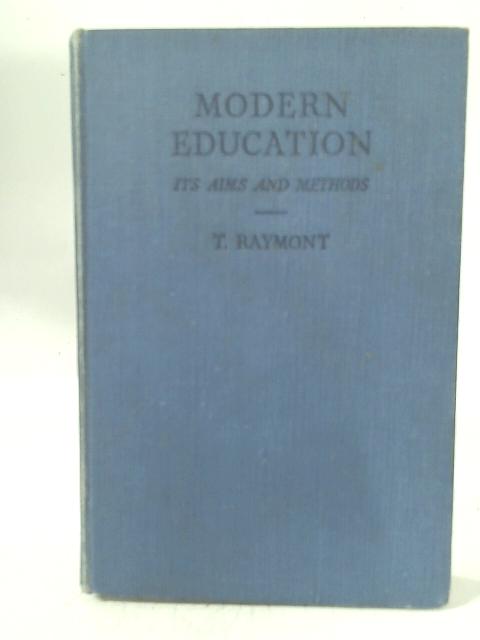 MODERN
EDUCATION
ITS AIMS AND METHODS
T. RAYMONT